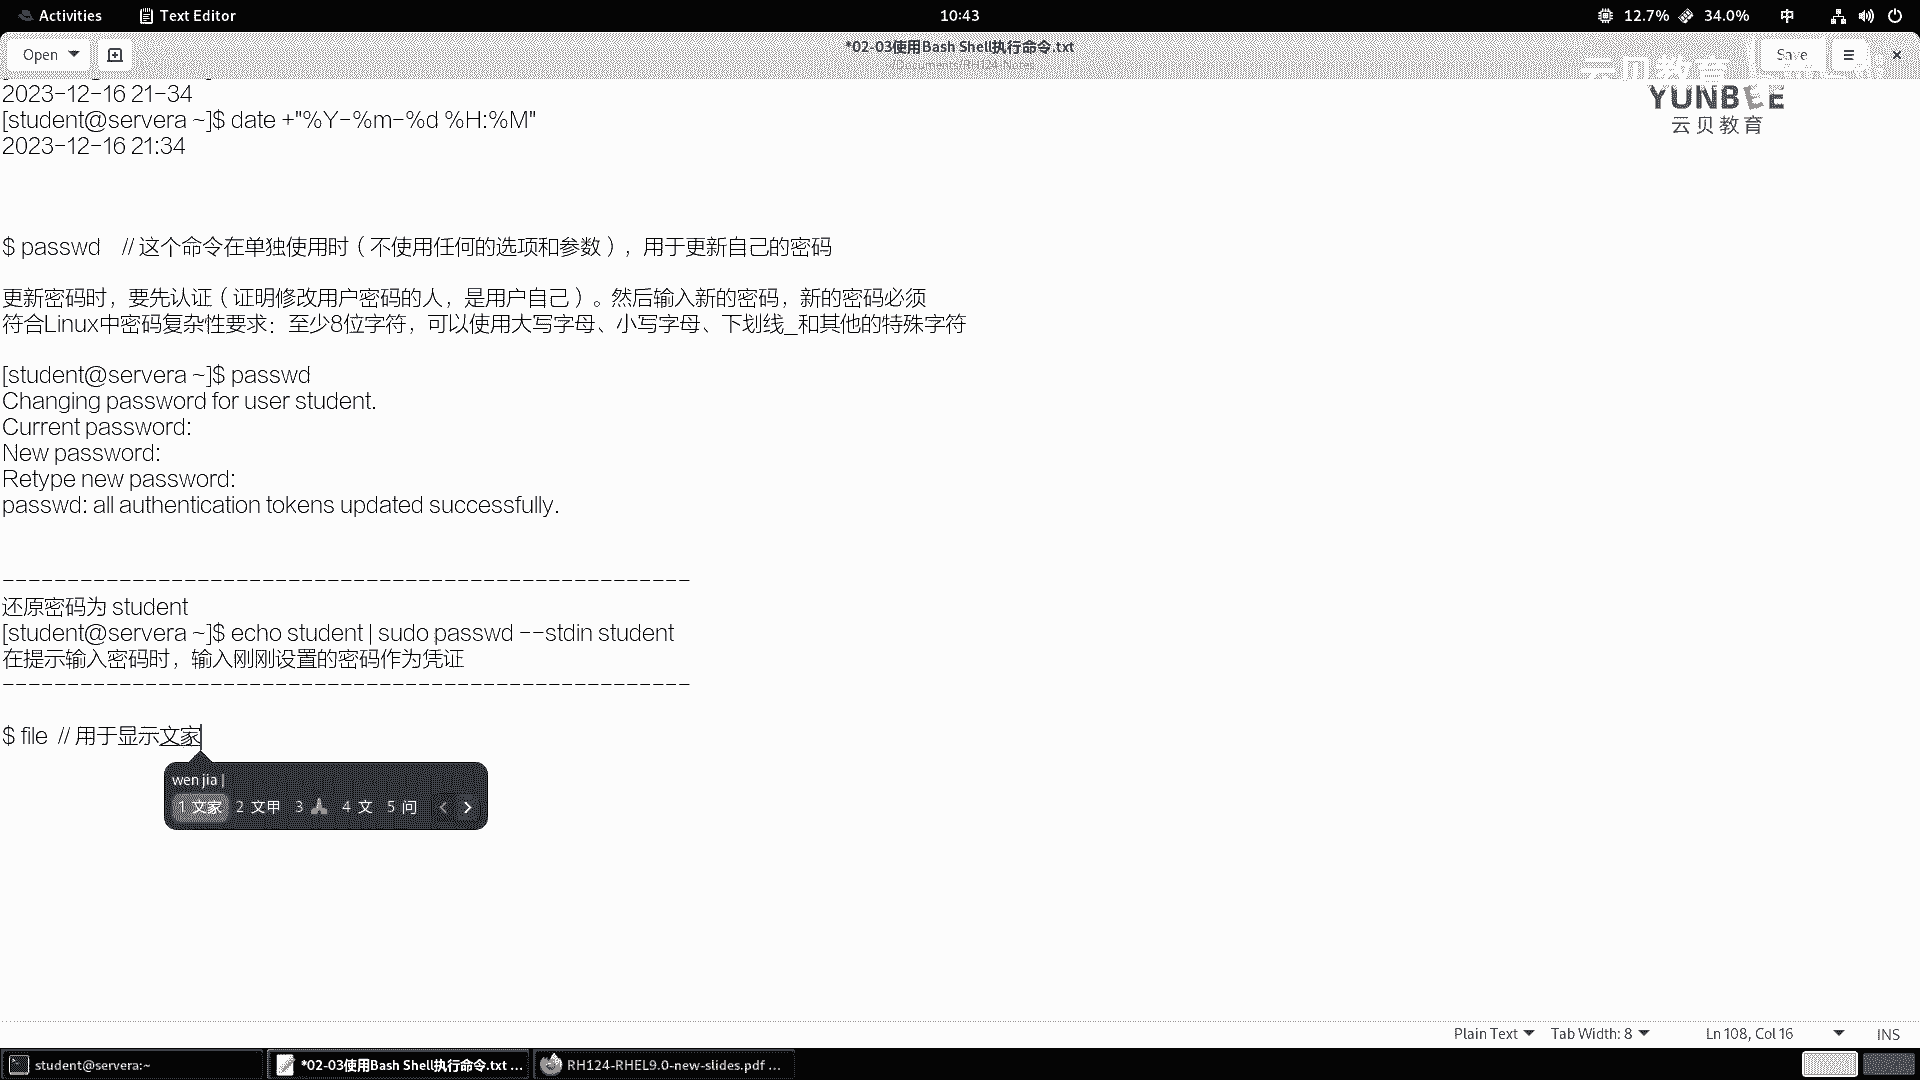 Activities
Text Editor
10:43
12.7%
34.0%
中
Open
*02-03使用Bash Shell执行命令.txt
~/Documents/RH124-Notes
Save
YUNBEE
云贝教育
2023-12-16 21-34
[student@servera ~]$ date +"%Y-%m-%d %H:%M"
2023-12-16 21:34
$ passwd // 这个命令在单独使用时（不使用任何的选项和参数），用于更新自己的密码
更新密码时，要先认证（证明修改用户密码的人，是用户自己）。然后输入新的密码，新的密码必须
符合Linux中密码复杂性要求：至少8位字符，可以使用大写字母、小写字母、下划线_和其他的特殊字符
[student@servera ~]$ passwd
Changing password for user student.
Current password:
New password:
Retype new password:
passwd: all authentication tokens updated successfully.
-----------------------------------------------------
还原密码为 student
[student@servera ~]$ echo student | sudo passwd --stdin student
在提示输入密码时，输入刚刚设置的密码作为凭证
-----------------------------------------------------
$ file // 用于显示文家
wen jia |
1 文家 2 文甲 3 4 文 5 问
Plain Text
Tab Width: 8
Ln 108, Col 16
INS
student@servera:~
*02-03使用Bash Shell执行命令.txt ...
RH124-RHEL9.0-new-slides.pdf ...